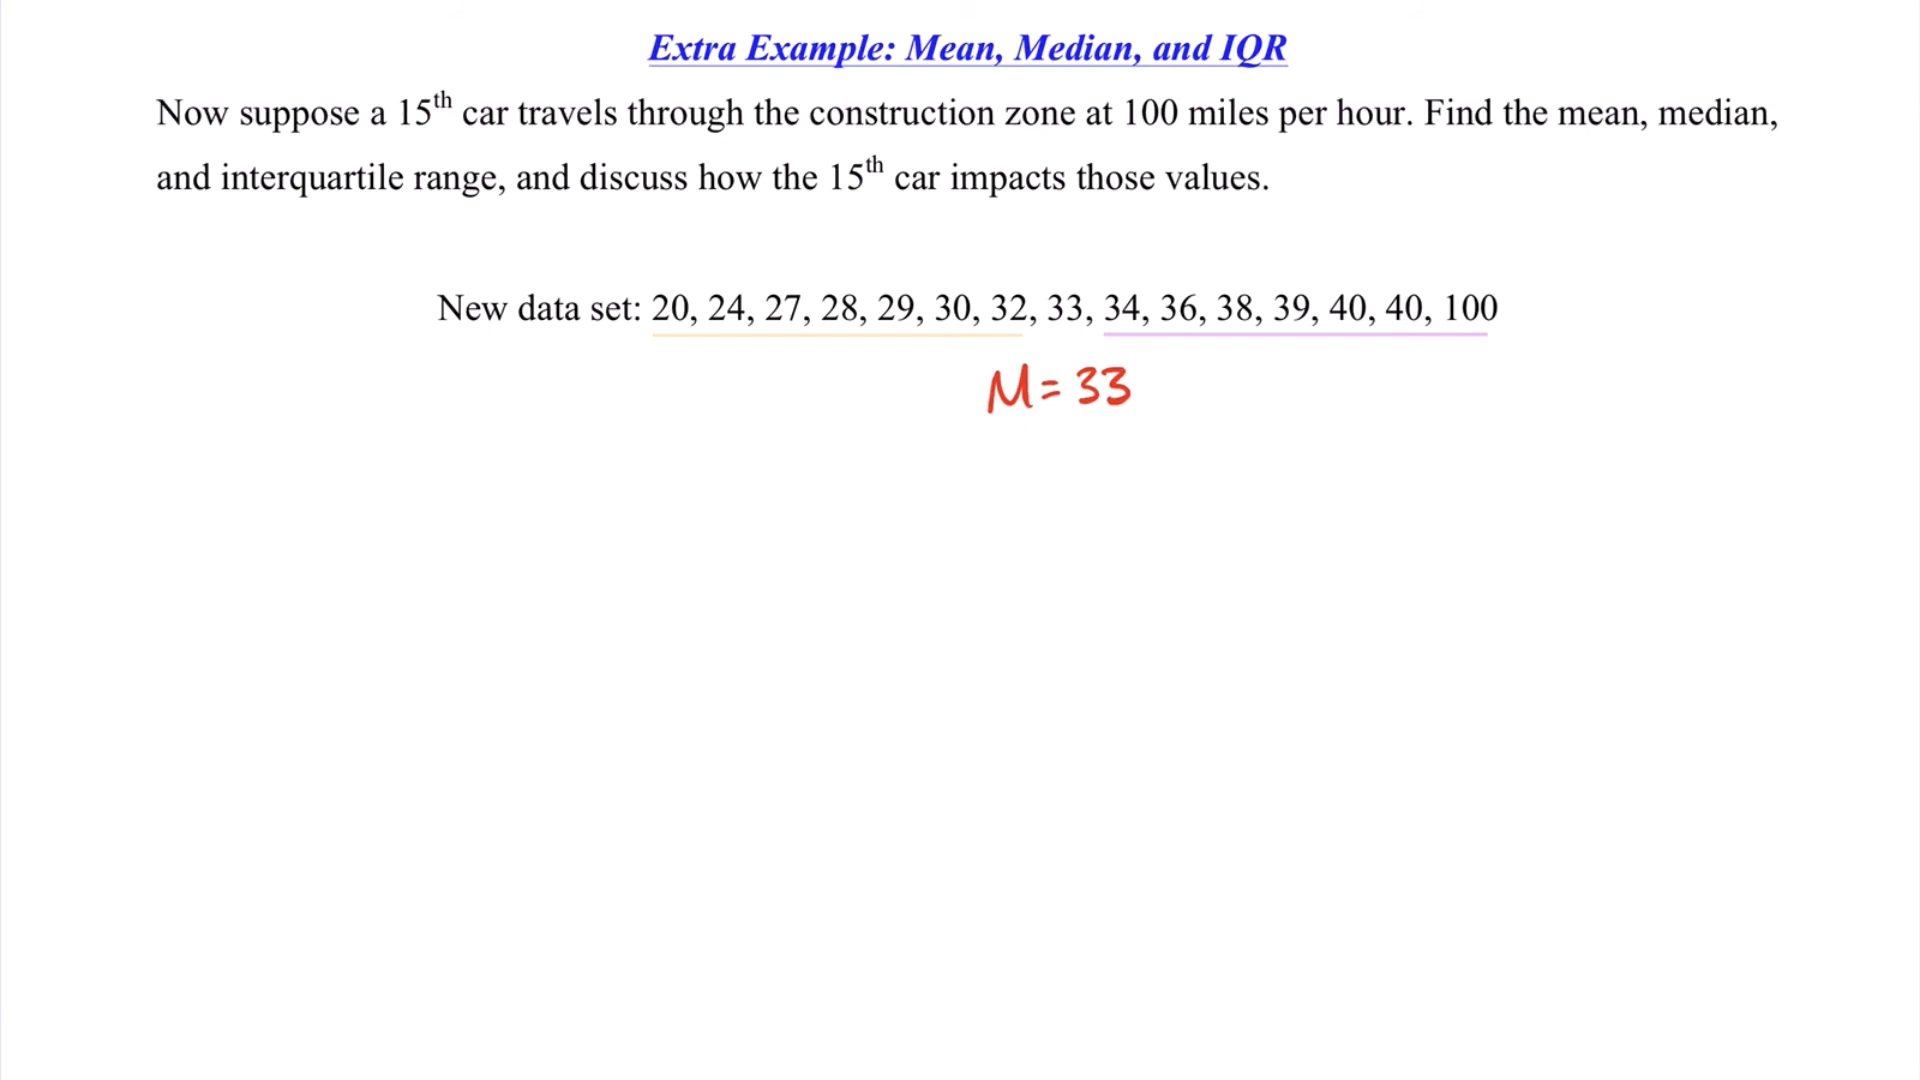 Extra Example: Mean, Median, and IQR
Now suppose a 15th car travels through the construction zone at 100 miles per hour. Find the mean, median,
and interquartile range, and discuss how the 15th car impacts those values.
New data set: 20, 24, 27, 28, 29, 30, 32, 33, 34, 36, 38, 39, 40, 40, 100
M = 33